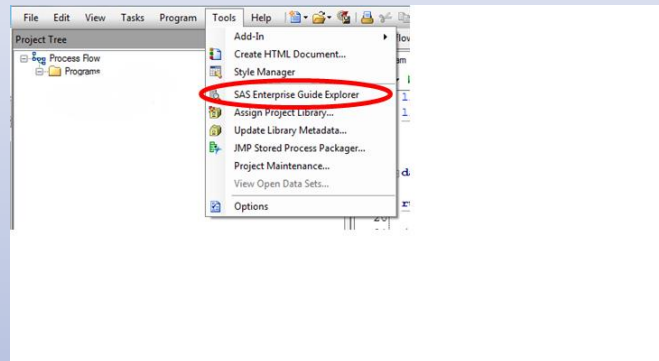 File Edit View Tasks Program Tools Help
Project Tree
Process Flow
Programs
Add-In
Create HTML Document...
Style Manager
SAS Enterprise Guide Explorer
Assign Project Library...
Update Library Metadata...
JMP Stored Process Packager...
Project Maintenance...
View Open Data Sets...
Options